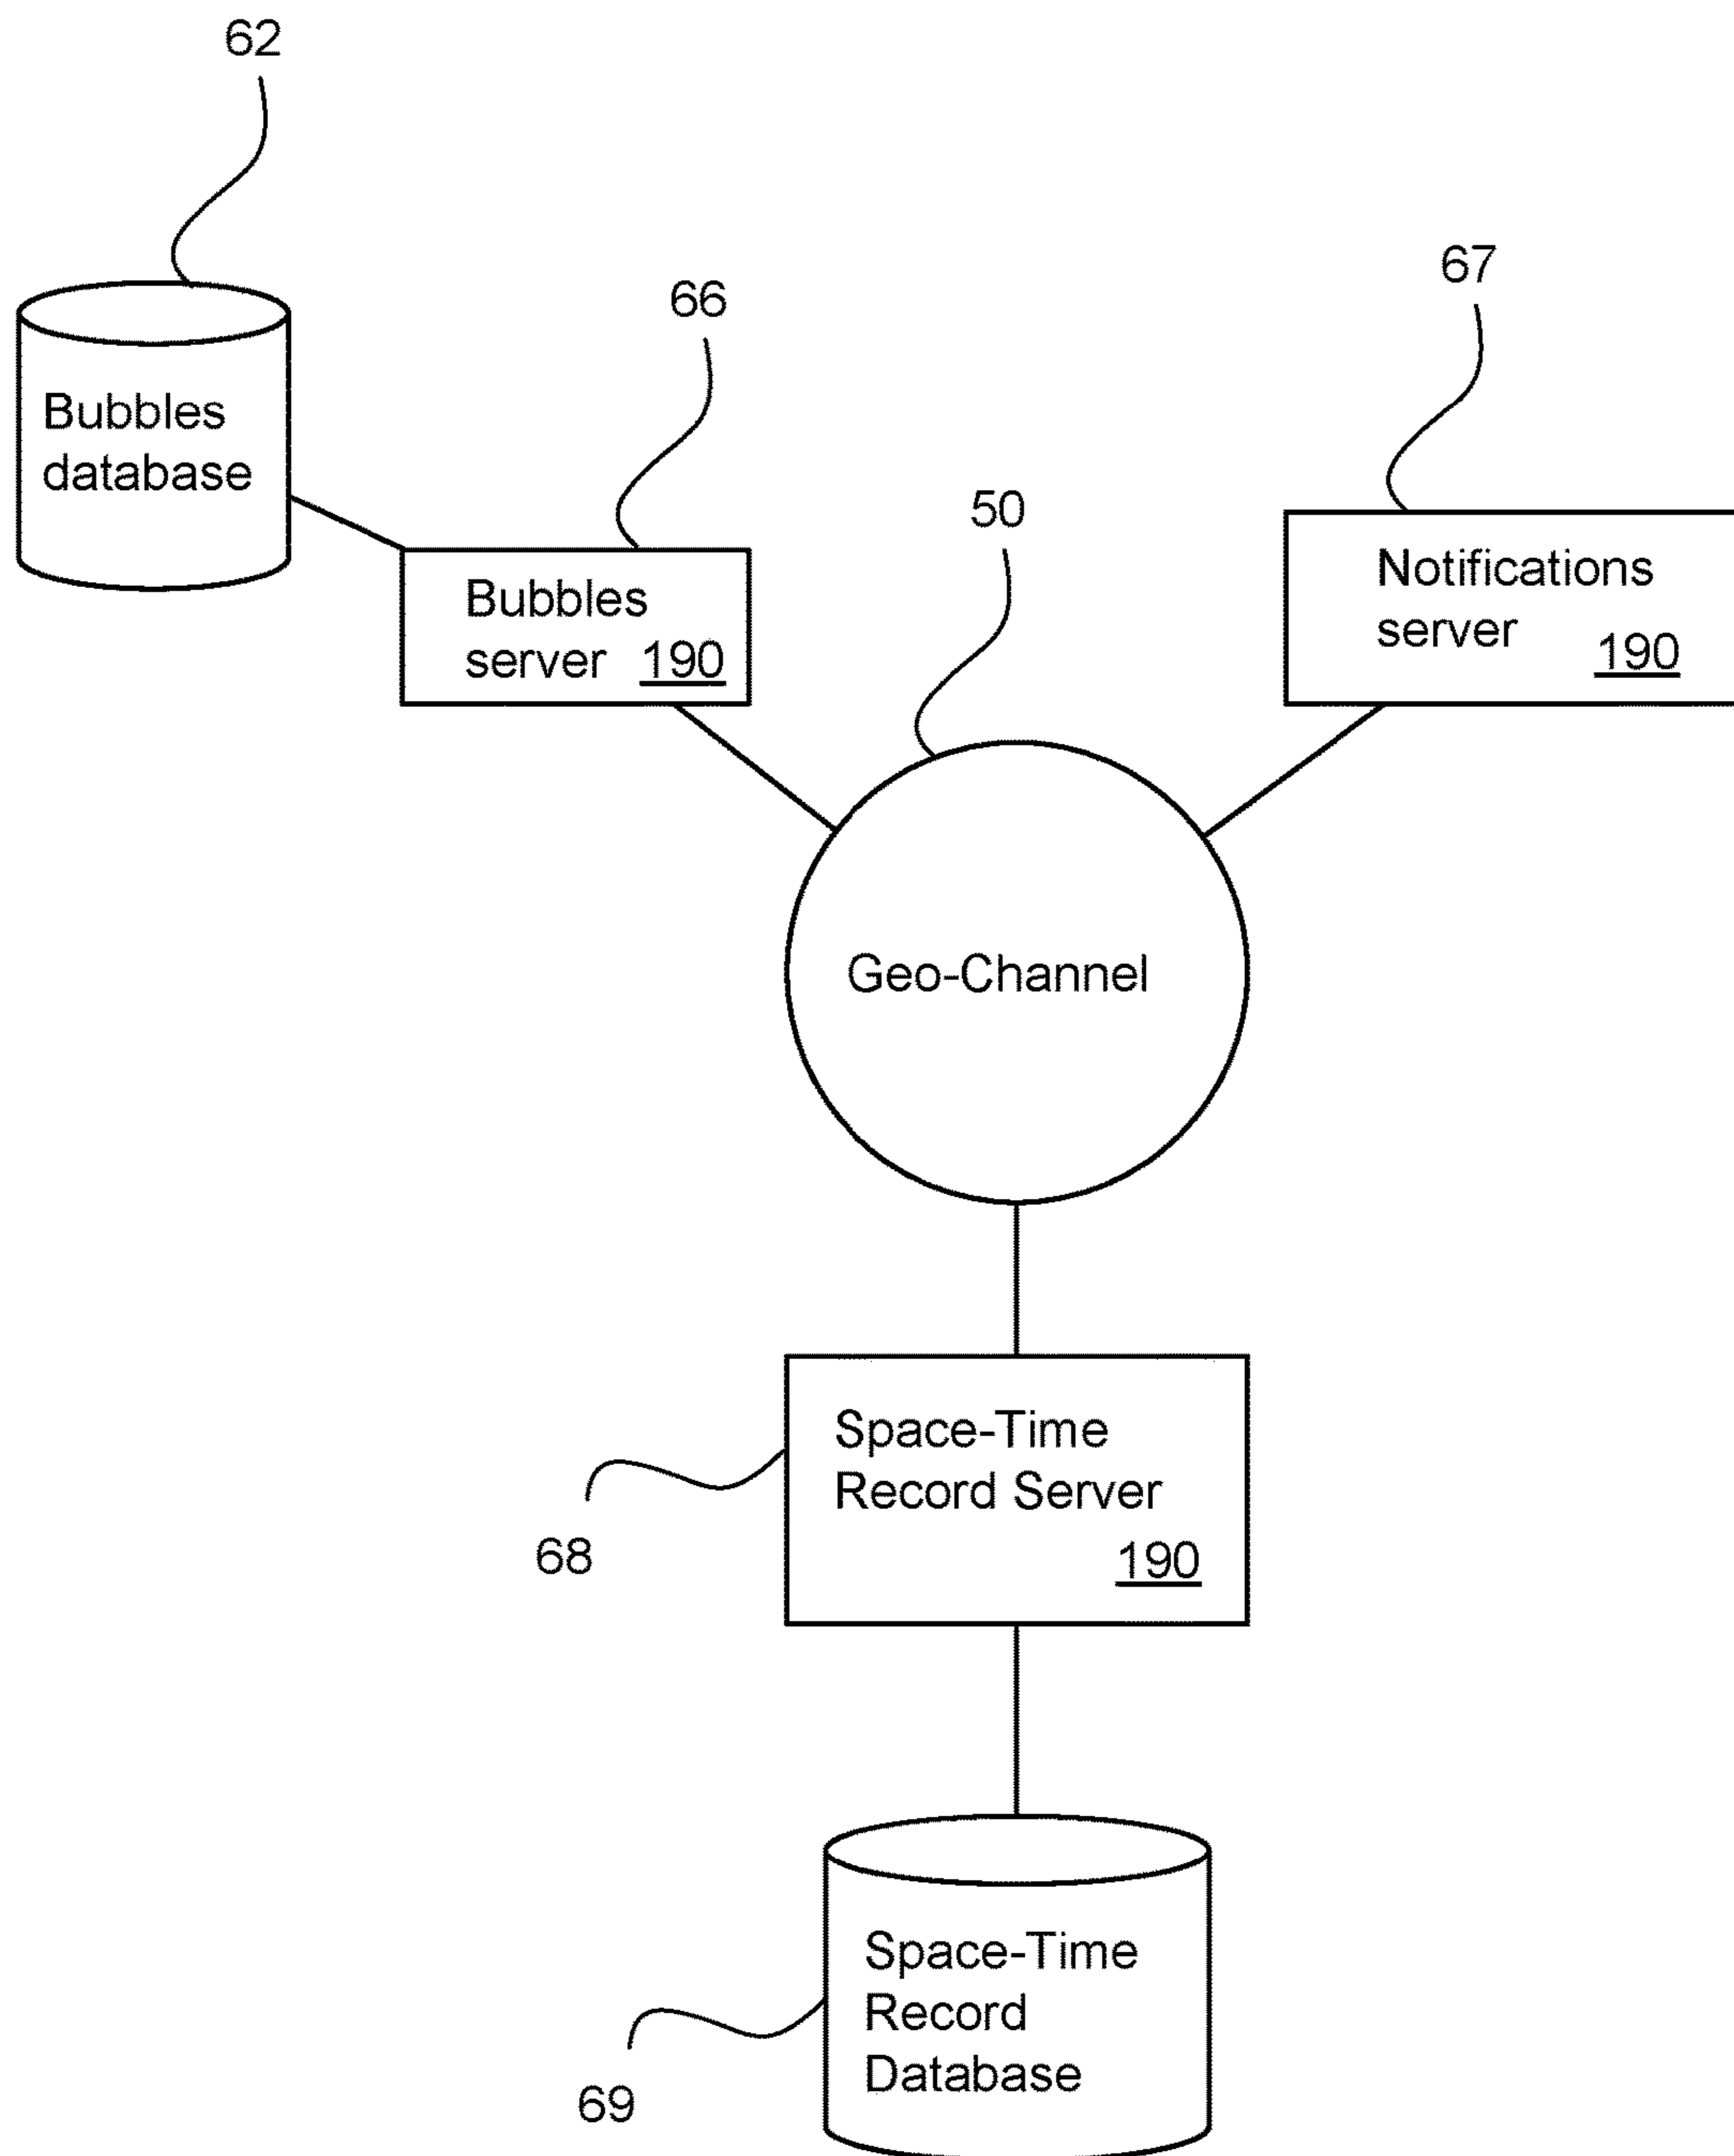 62
67
66
Bubbles
database
50
Notifications
server 190
Bubbles
server 190
Geo-Channel
Space-Time
Record Server
68
190
Space-Time
Record
Database
69